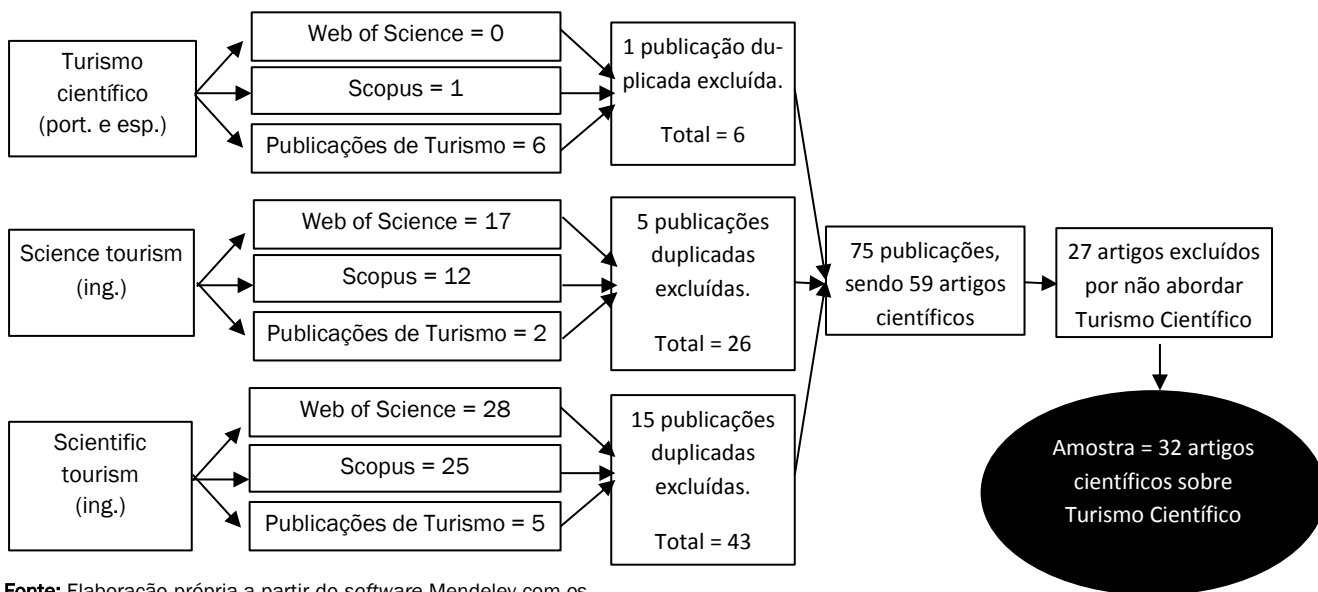 Turismo
científico
(port. e esp.)
Web of Science = 0
Scopus = 1
Publicações de Turismo = 6
1 publicação du-
plicada excluída.
Total = 6
Science tourism
(ing.)
Web of Science = 17
Scopus = 12
Publicações de Turismo = 2
5 publicações
duplicadas
excluídas.
Total = 26
Scientific
tourism
(ing.)
Web of Science = 28
Scopus = 25
Publicações de Turismo = 5
15 publicações
duplicadas
excluídas.
Total = 43
75 publicações,
sendo 59 artigos
científicos
27 artigos excluídos
por não abordar
Turismo Científico
Amostra = 32 artigos
científicos sobre
Turismo Científico
Fonte: Elaboração própria a partir do software Mendeley com os